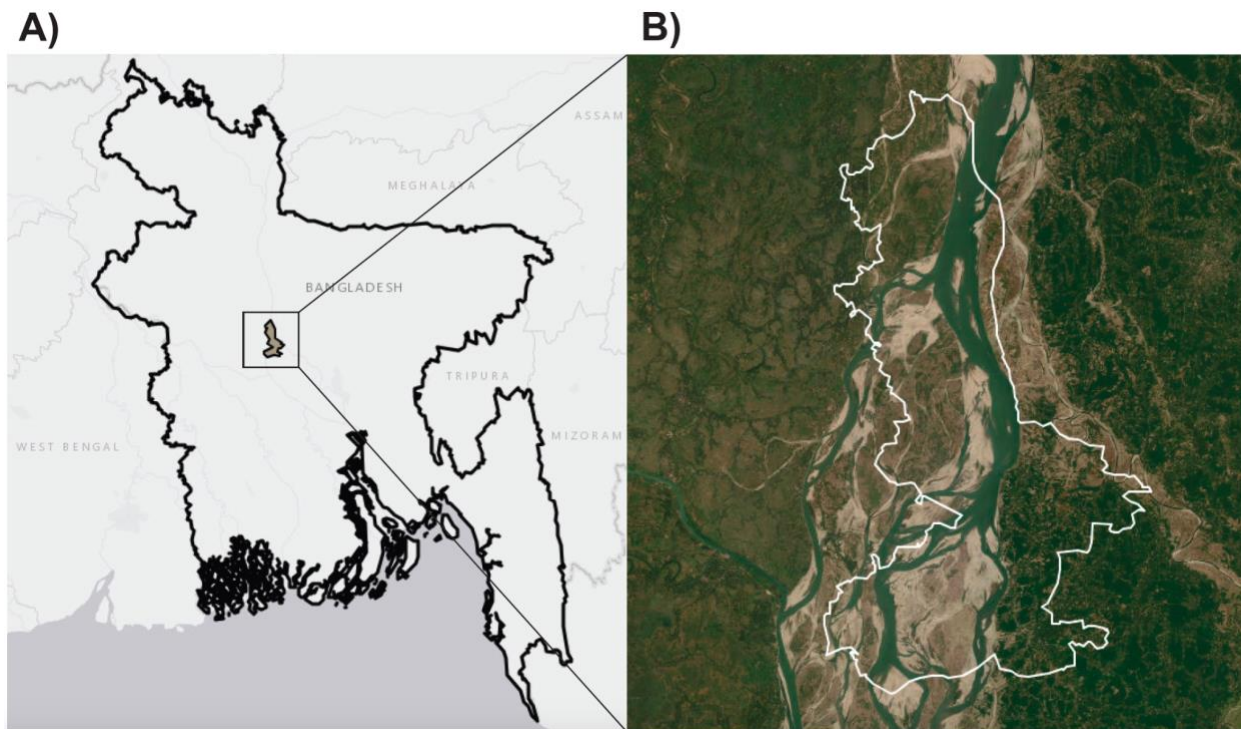 A)
B)
ASSAM
MEGHALAYA
BANGLADESH
TRIPURA
WEST BENGAL
MIZORAM